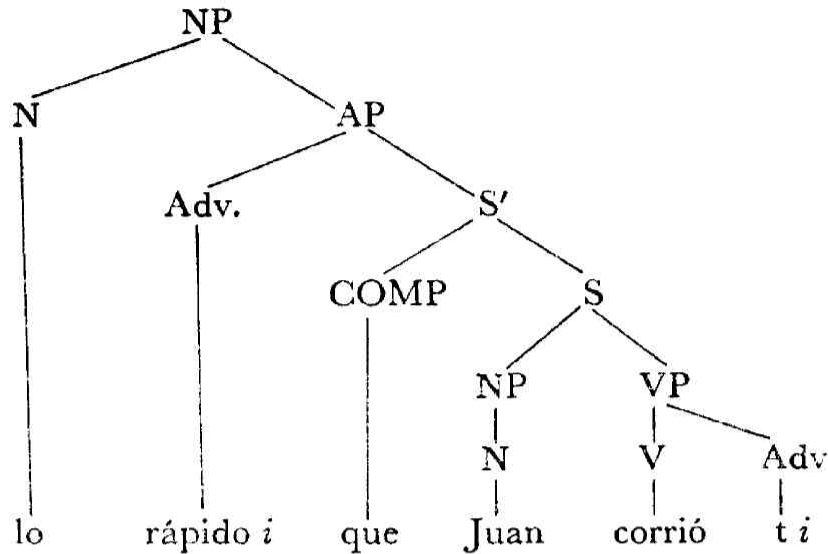 NP
N AP
Adv. S′
COMP S
NP VP
N V Adv
lo rápido i que Juan corrió t i